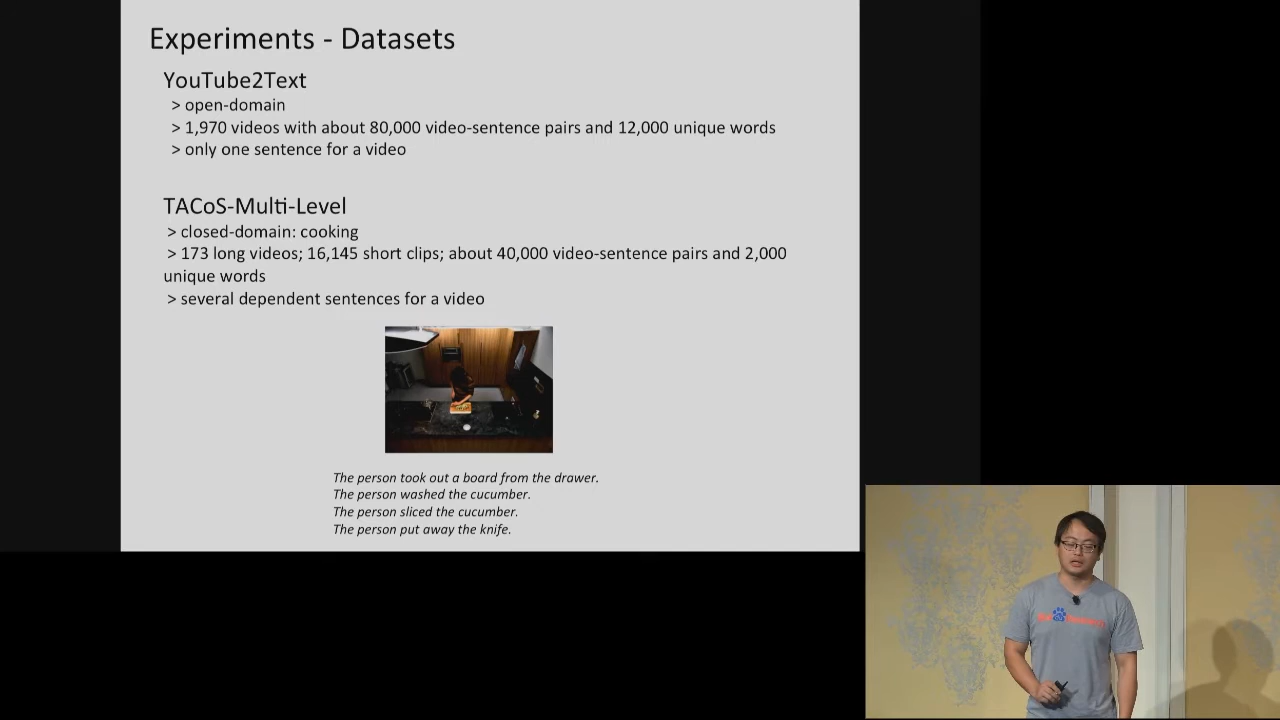 Experiments - Datasets
YouTube2Text
> open-domain
> 1,970 videos with about 80,000 video-sentence pairs and 12,000 unique words
> only one sentence for a video
TACoS-Multi-Level
> closed-domain: cooking
> 173 long videos; 16,145 short clips; about 40,000 video-sentence pairs and 2,000
unique words
> several dependent sentences for a video
The person took out a board from the drawer.
The person washed the cucumber.
The person sliced the cucumber.
The person put away the knife.